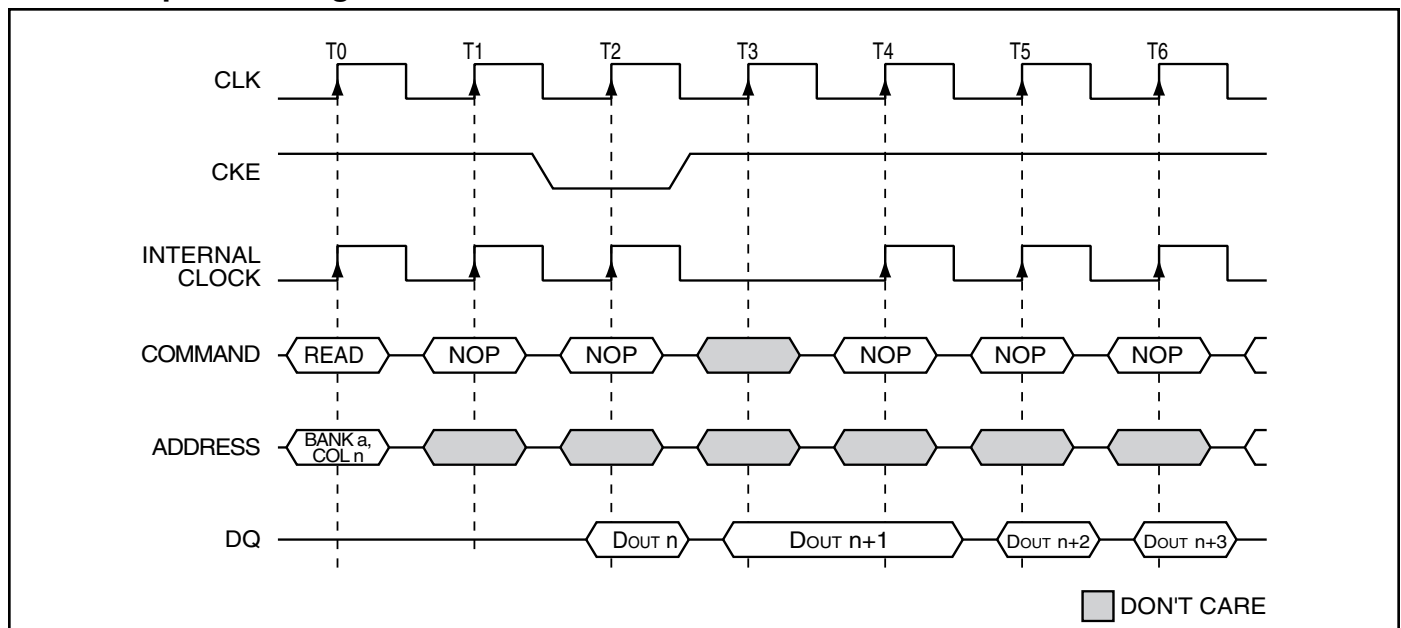 T0 T1 T2 T3 T4 T5 T6
CLK
CKE
INTERNAL
CLOCK
COMMAND READ NOP NOP NOP NOP NOP
ADDRESS BANK a,
COL n
DQ DOUT n DOUT n+1 DOUT n+2 DOUT n+3
DON'T CARE